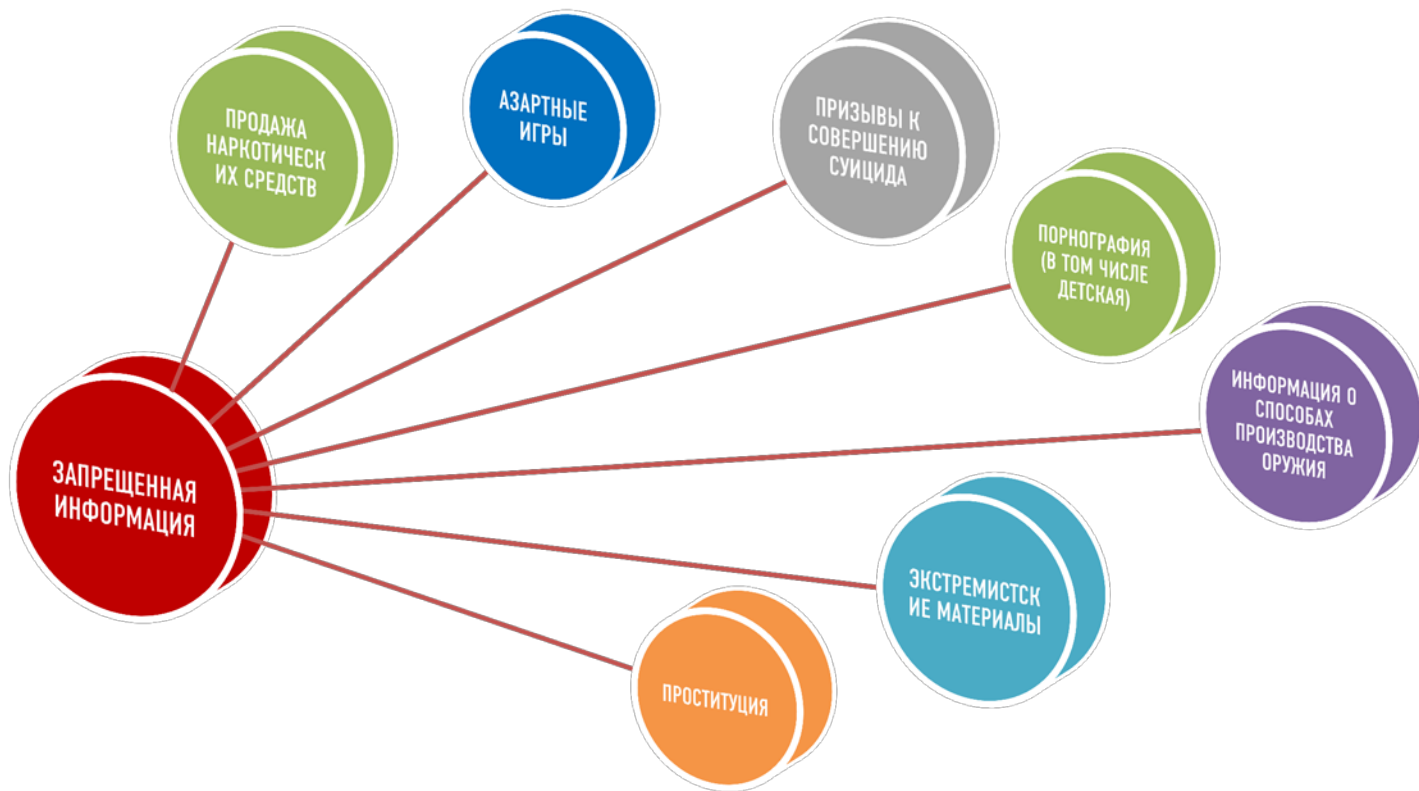 ПРОДАЖА
НАРКОТИЧЕСК
ИХ СРЕДСТВ
АЗАРТНЫЕ
ИГРЫ
ПРИЗЫВЫ К
СОВЕРШЕНИЮ
СУИЦИДА
ПОРНОГРАФИЯ
(В ТОМ ЧИСЛЕ
ДЕТСКАЯ)
ИНФОРМАЦИЯ О
СПОСОБАХ
ПРОИЗВОДСТВА
ОРУЖИЯ
ЗАПРЕЩЕННАЯ
ИНФОРМАЦИЯ
ЭКСТРЕМИСТСК
ИЕ МАТЕРИАЛЫ
ПРОСТИТУЦИЯ